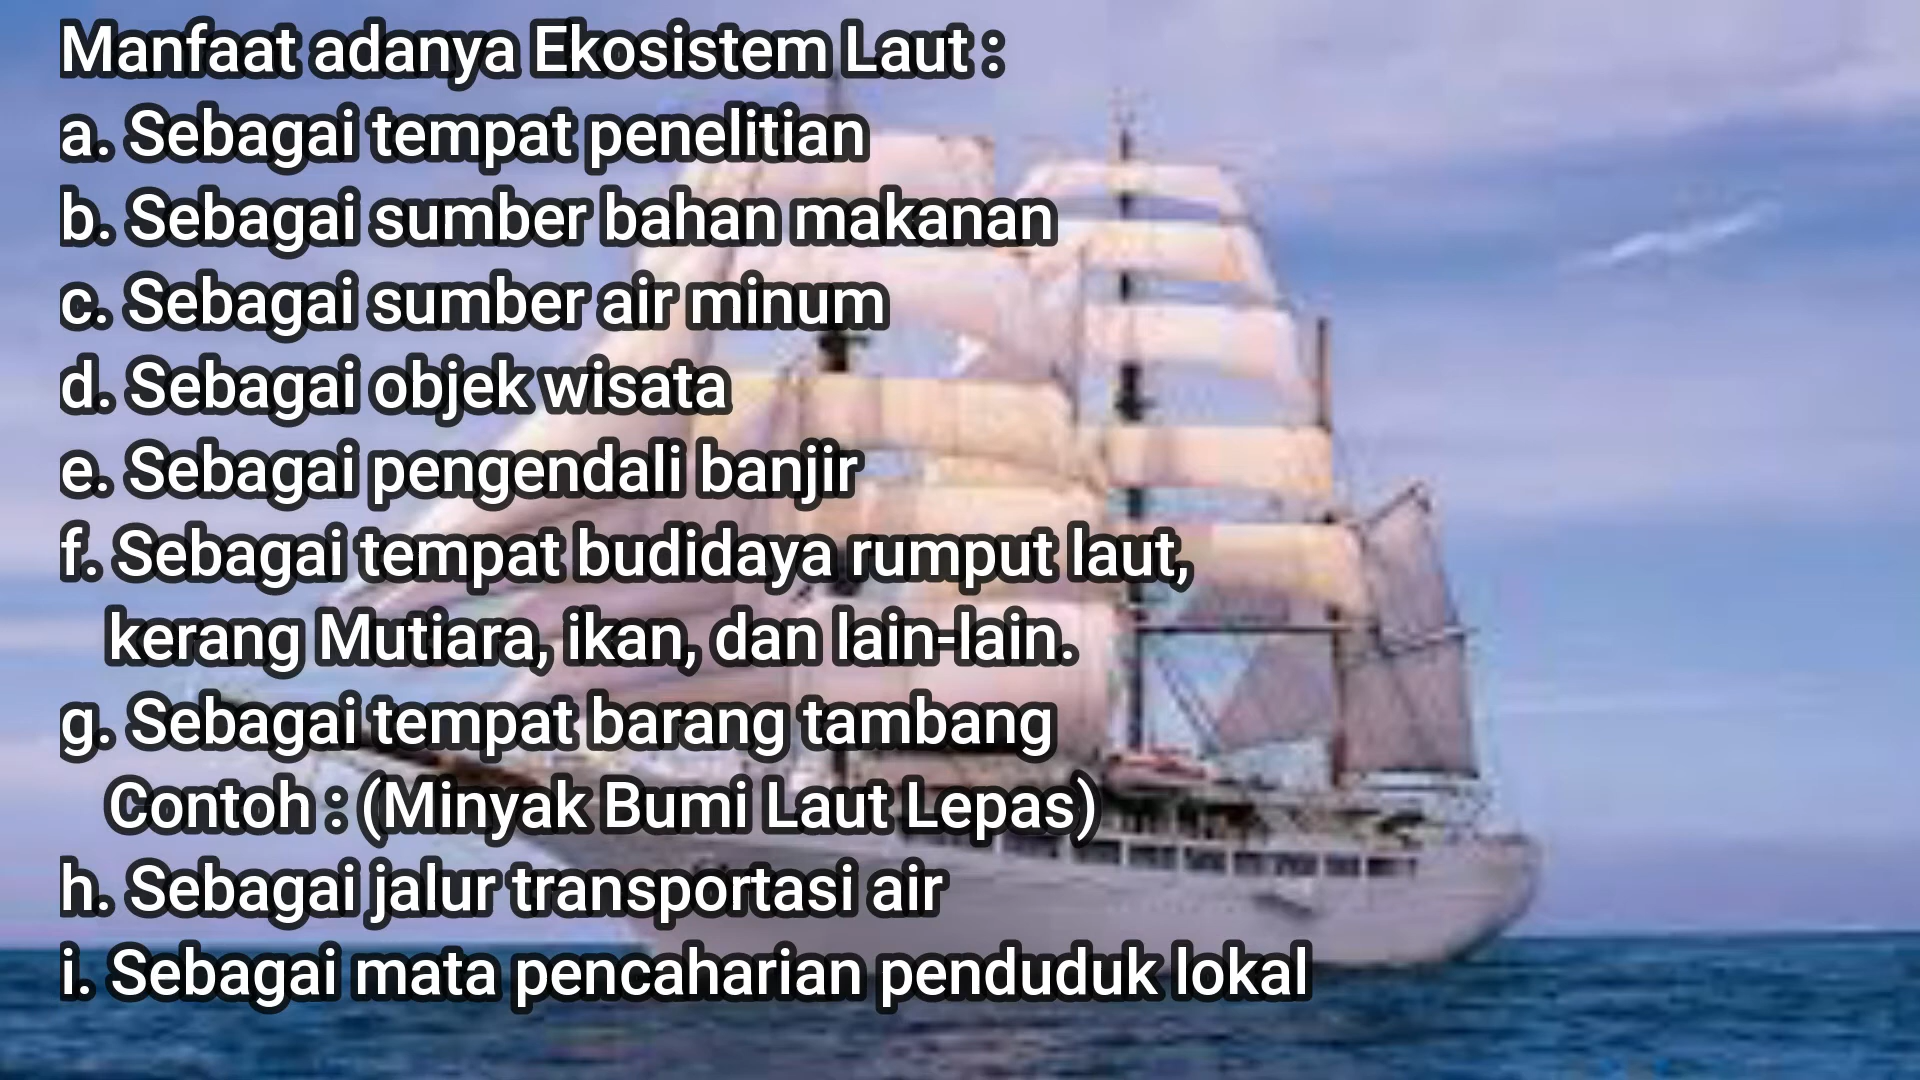 Manfaat adanya Ekosistem Laut :
a. Sebagai tempat penelitian
b. Sebagai sumber bahan makanan
c. Sebagai sumber air minum
d. Sebagai objek wisata
e. Sebagai pengendali banjir
f. Sebagai tempat budidaya rumput laut,
kerang Mutiara, ikan, dan lain-lain.
g. Sebagai tempat barang tambang
Contoh : (Minyak Bumi Laut Lepas)
h. Sebagai jalur transportasi air
i. Sebagai mata pencaharian penduduk lokal